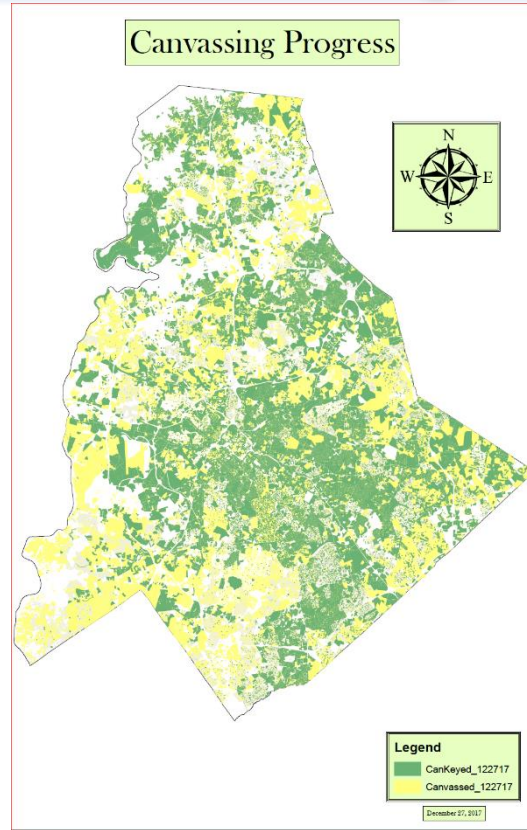 Canvassing Progress
N
W E
S
Legend
CanKeyed_122717
Canvassed_122717
December 27, 2017